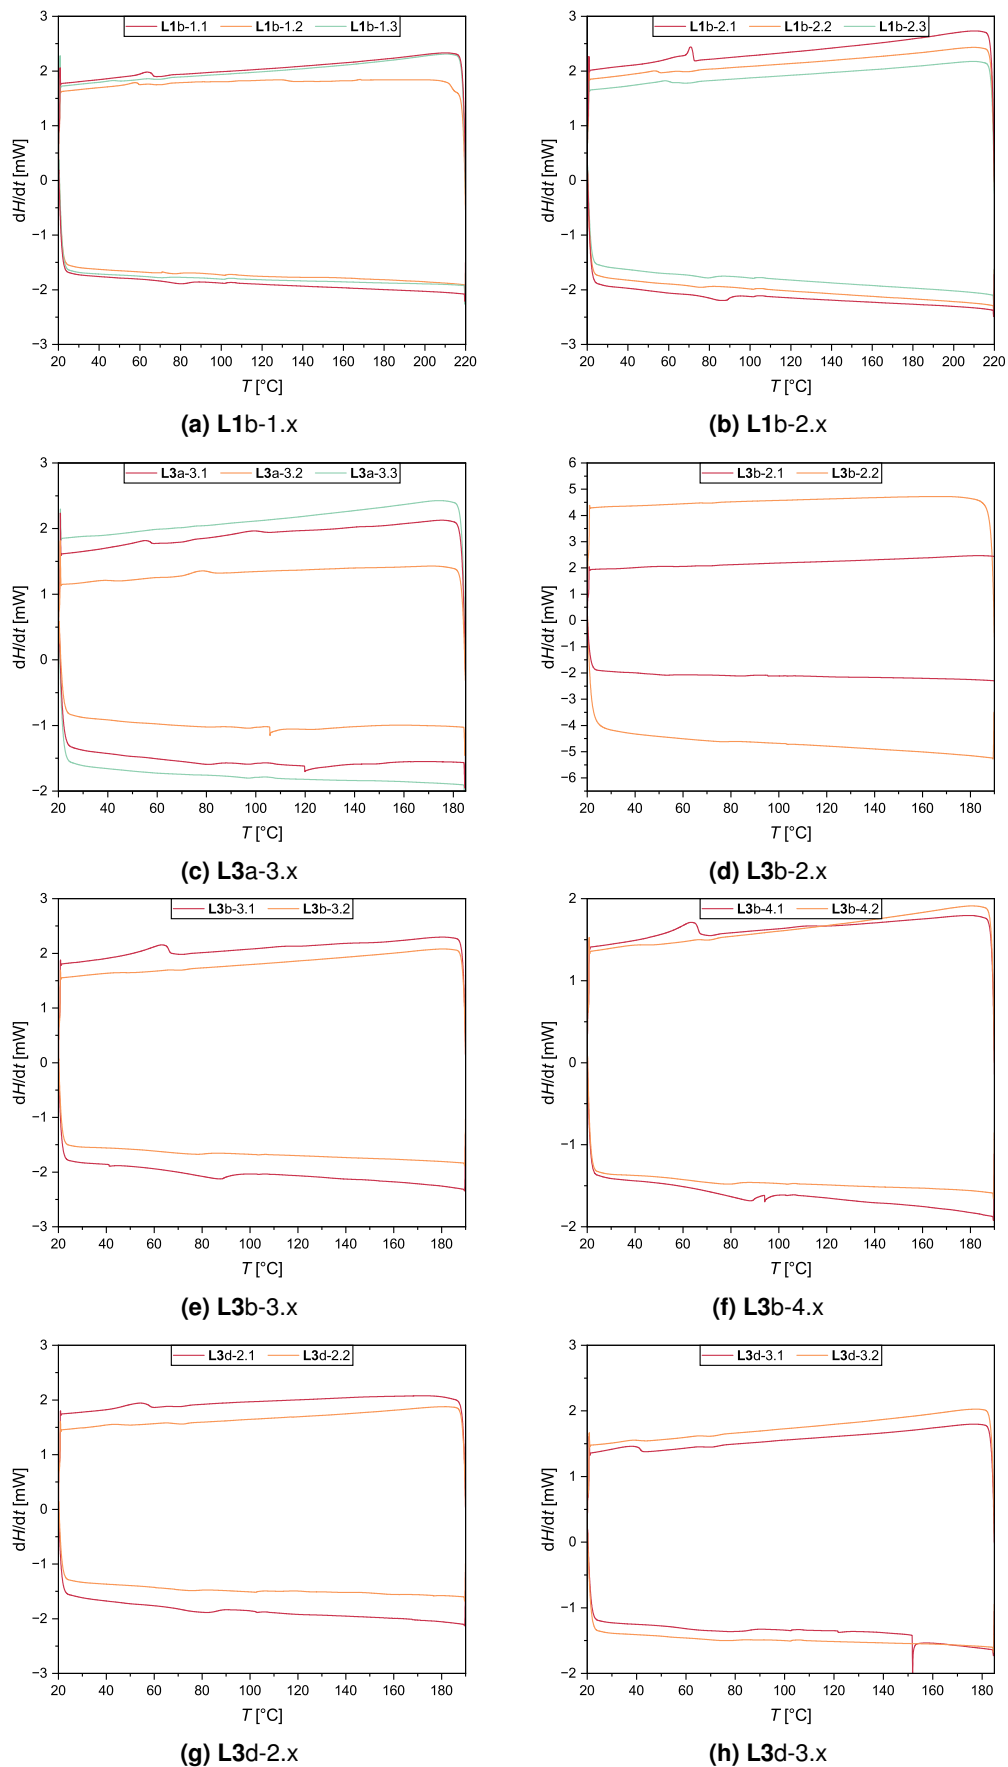 L1b-1.1 L1b-1.2 L1b-1.3
3
2
1
0
−1
−2
−3
dH/dt [mW]
20 40 60 80 100 120 140 160 180 200 220
T [°C]
(a) L1b-1.x
L1b-2.1 L1b-2.2 L1b-2.3
3
2
1
0
−1
−2
−3
dH/dt [mW]
20 40 60 80 100 120 140 160 180 200 220
T [°C]
(b) L1b-2.x
L3a-3.1 L3a-3.2 L3a-3.3
3
2
1
0
−1
−2
dH/dt [mW]
20 40 60 80 100 120 140 160 180
T [°C]
(c) L3a-3.x
L3b-2.1 L3b-2.2
6
5
4
3
2
1
0
−1
−2
−3
−4
−5
−6
dH/dt [mW]
20 40 60 80 100 120 140 160 180
T [°C]
(d) L3b-2.x
L3b-3.1 L3b-3.2
3
2
1
0
−1
−2
−3
dH/dt [mW]
20 40 60 80 100 120 140 160 180
T [°C]
(e) L3b-3.x
L3b-4.1 L3b-4.2
2
1
0
−1
−2
dH/dt [mW]
20 40 60 80 100 120 140 160 180
T [°C]
(f) L3b-4.x
L3d-2.1 L3d-2.2
3
2
1
0
−1
−2
−3
dH/dt [mW]
20 40 60 80 100 120 140 160 180
T [°C]
(g) L3d-2.x
L3d-3.1 L3d-3.2
3
2
1
0
−1
−2
dH/dt [mW]
20 40 60 80 100 120 140 160 180
T [°C]
(h) L3d-3.x